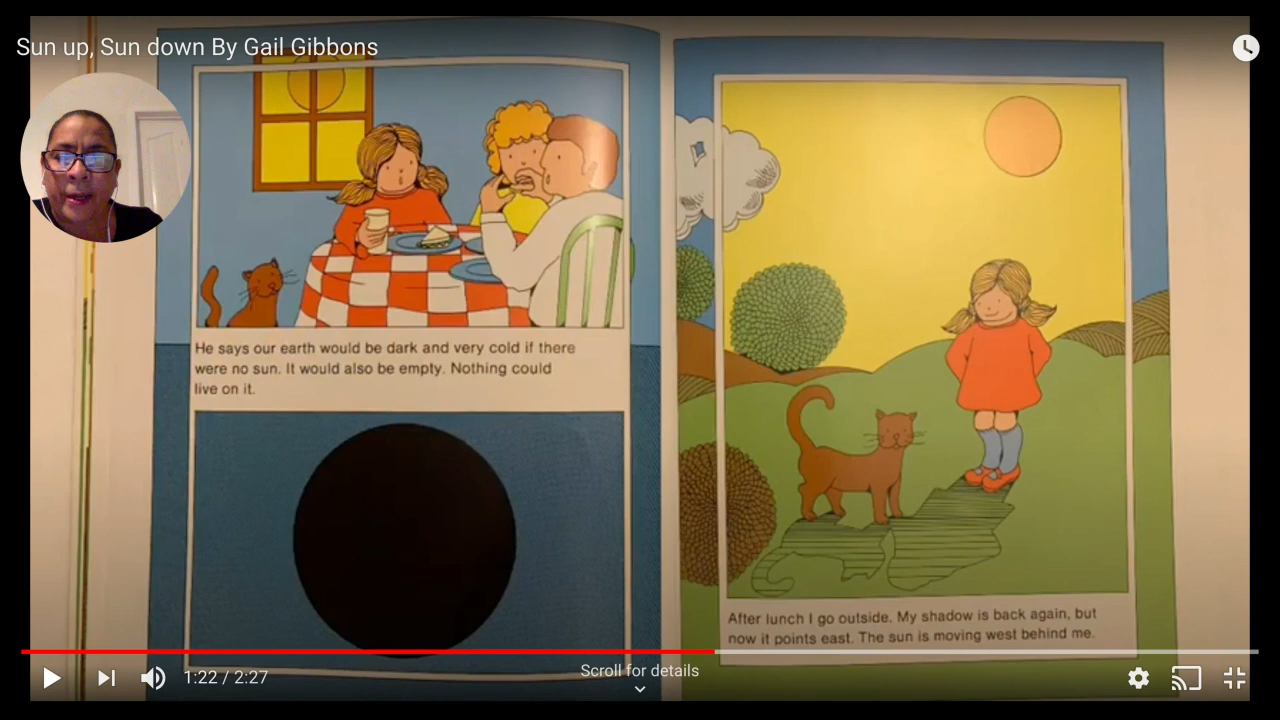 Sun up, Sun down By Gail Gibbons
He says our earth would be dark and very cold if there
were no sun. It would also be empty. Nothing could
live on it.
After lunch I go outside. My shadow is back again, but
now it points east. The sun is moving west behind me.
1:22 / 2:27
Scroll for details